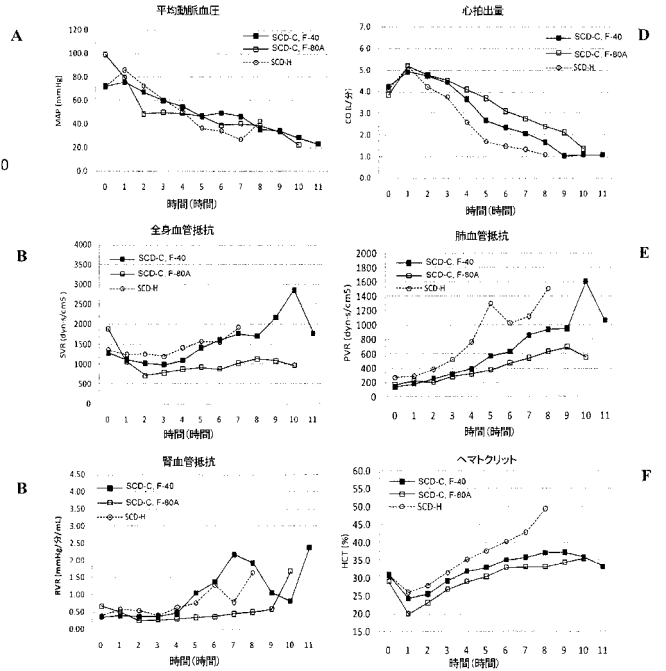 平均動脈血圧
A
SCD-C, F-40
SCD-C, F-80A
SCD-H
MAP (mmHg)
120.0
100.0
80.0
60.0
40.0
20.0
0.0
0 1 2 3 4 5 6 7 8 9 10 11
時間(時間)
0
心拍出量
D
SCD-C, F-40
SCD-C, F-80A
SCD-H
CO (L/分)
7.0
6.0
5.0
4.0
3.0
2.0
1.0
0.0
0 1 2 3 4 5 6 7 8 9 10 11
時間(時間)
全身血管抵抗
B
SCD-C, F-40
SCD-C, F-80A
SCD-H
SVR (dyn·s/cm5)
4000
3500
3000
2500
2000
1500
1000
500
0
0 1 2 3 4 5 6 7 8 9 10 11
時間(時間)
肺血管抵抗
E
SCD-C, F-40
SCD-C, F-80A
SCD-H
PVR (dyn·s/cm5)
2000
1800
1600
1400
1200
1000
800
600
400
200
0
0 1 2 3 4 5 6 7 8 9 10 11
時間(時間)
腎血管抵抗
B
SCD-C, F-40
SCD-C, F-80A
SCD-H
RVR (mmHg/分/mL)
4.50
4.00
3.50
3.00
2.50
2.00
1.50
1.00
0.50
0.00
0 1 2 3 4 5 6 7 8 9 10 11
時間(時間)
ヘマトクリット
F
SCD-C, F-40
SCD-C, F-80A
SCD-H
HCT (%)
60.0
55.0
50.0
45.0
40.0
35.0
30.0
25.0
20.0
15.0
0 1 2 3 4 5 6 7 8 9 10 11
時間(時間)